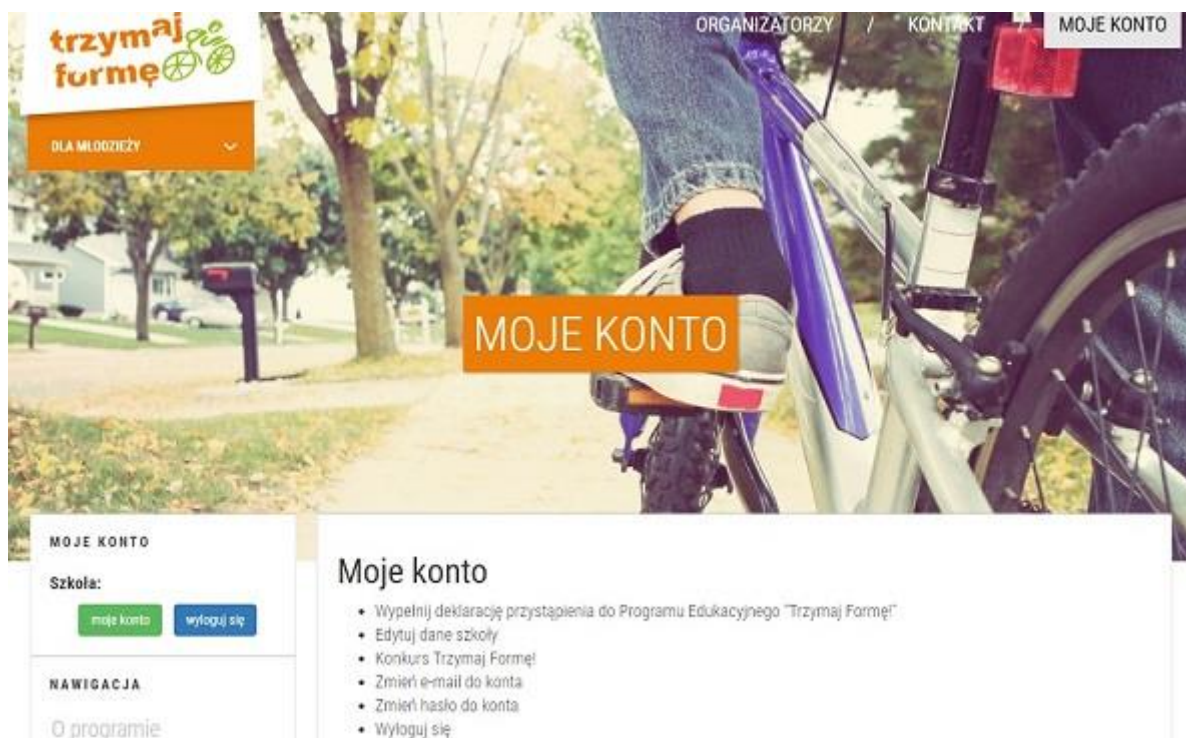 trzymaj
formę
ORGANIZATORZY / KONTAKT / MOJE KONTO
DLA MŁODZIEŻY
MOJE KONTO
MOJE KONTO
Szkoła:
moje konto wyloguj się
NAWIGACJA
O programie
Moje konto
• Wypełnij deklarację przystąpienia do Programu Edukacyjnego "Trzymaj Formę!"
• Edytuj dane szkoły
• Konkurs Trzymaj Formę!
• Zmień e-mail do konta
• Zmień hasło do konta
• Wyloguj się